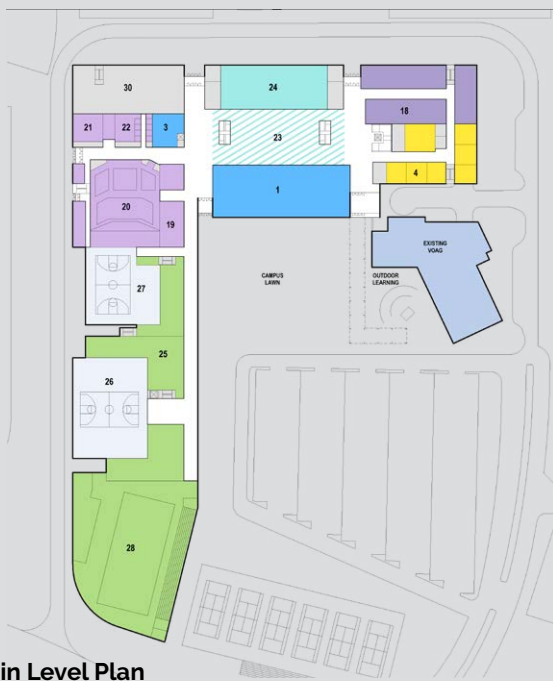 30
24
21
22
3
18
23
4
1
20
19
EXISTING
VOAG
CAMPUS
LAWN
OUTDOOR
LEARNING
27
25
26
28
in Level Plan